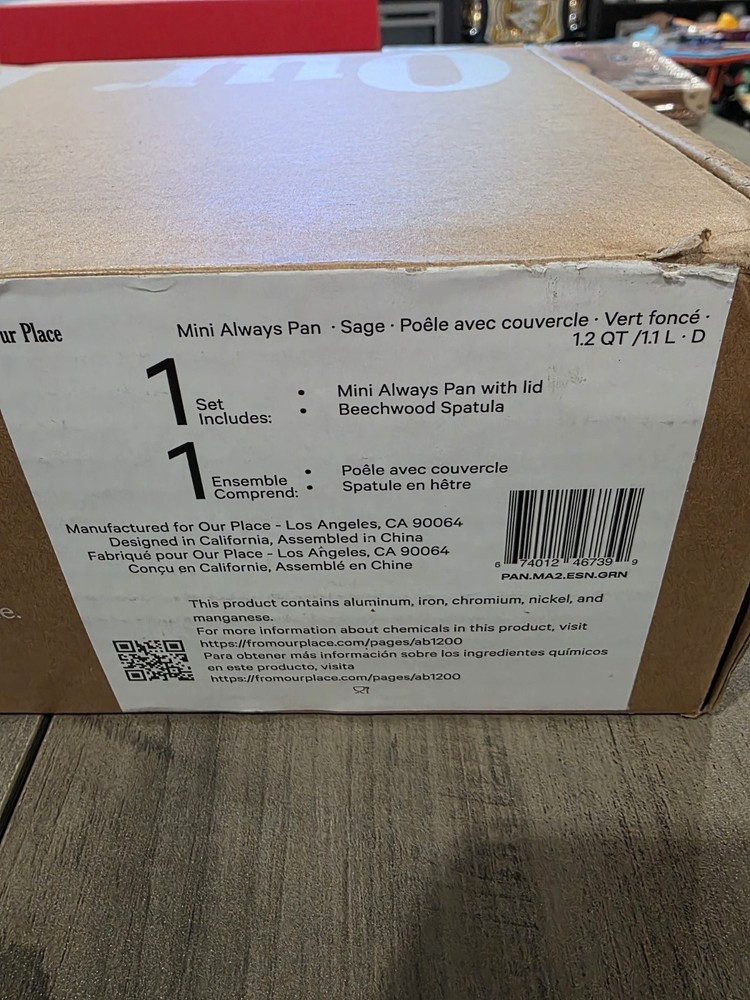 Our
ur Place
Mini Always Pan · Sage · Poêle avec couvercle · Vert foncé ·
1.2 QT /1.1 L · D
1 Set Includes:
• Mini Always Pan with lid
• Beechwood Spatula
1 Ensemble Comprend:
• Poêle avec couvercle
• Spatule en hêtre
Manufactured for Our Place - Los Angeles, CA 90064
Designed in California, Assembled in China
Fabriqué pour Our Place - Los Angeles, CA 90064
Conçu en Californie, Assemblé en Chine
6 74012 46739 9
PAN.MA2.ESN.GRN
e.
This product contains aluminum, iron, chromium, nickel, and
manganese.
For more information about chemicals in this product, visit
https://fromourplace.com/pages/ab1200
Para obtener más información sobre los ingredientes químicos
en este producto, visita
https://fromourplace.com/pages/ab1200